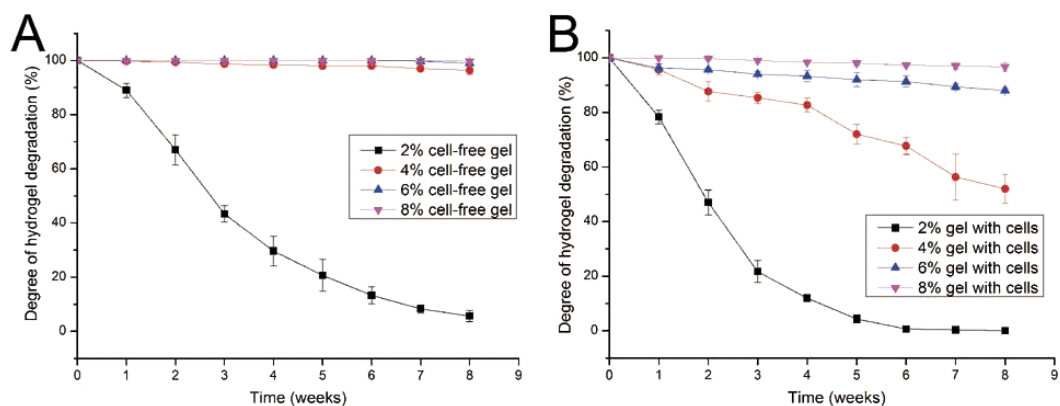 A
Degree of hydrogel degradation (%)
100
80
60
40
20
0
2% cell-free gel
4% cell-free gel
6% cell-free gel
8% cell-free gel
0 1 2 3 4 5 6 7 8 9
Time (weeks)
B
Degree of hydrogel degradation (%)
100
80
60
40
20
0
2% gel with cells
4% gel with cells
6% gel with cells
8% gel with cells
0 1 2 3 4 5 6 7 8 9
Time (weeks)